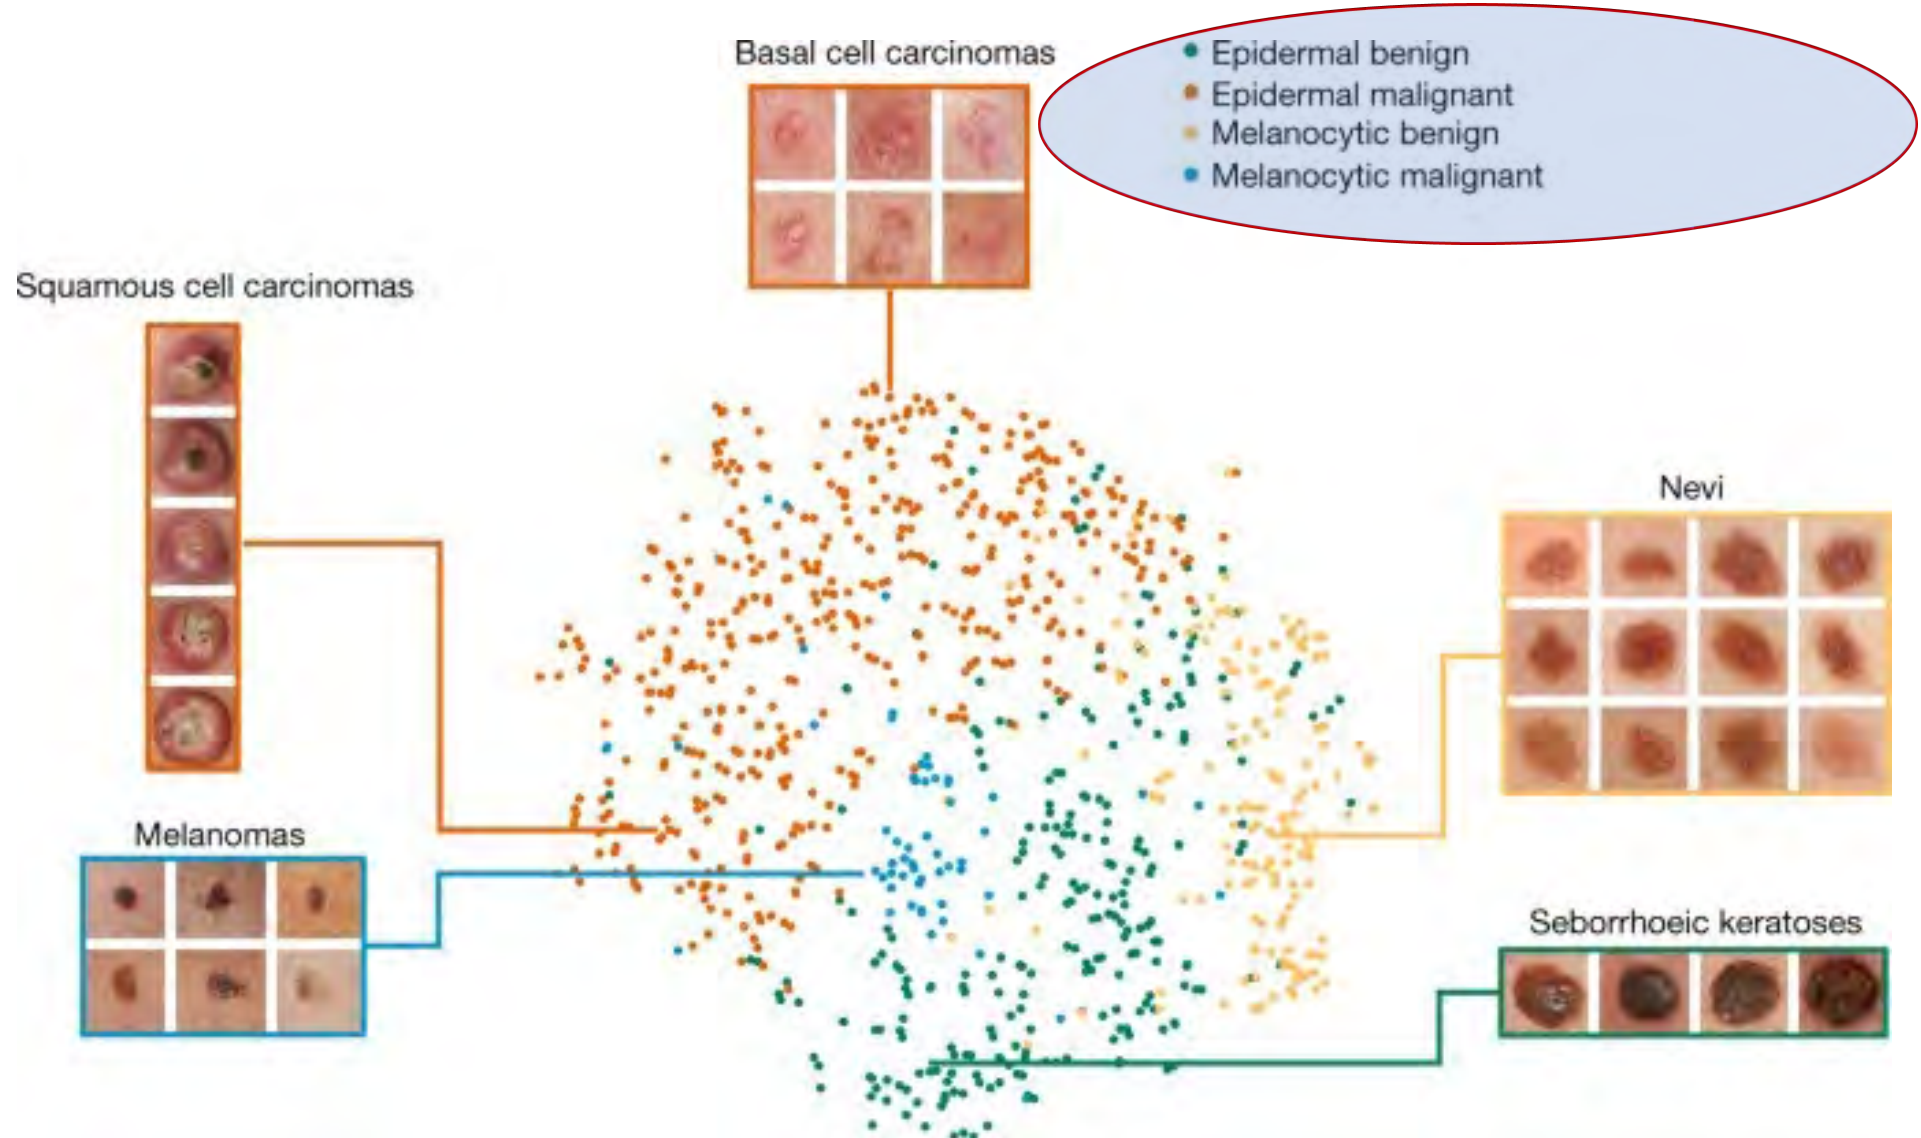 Basal cell carcinomas
Epidermal benign
Epidermal malignant
Melanocytic benign
Melanocytic malignant
Squamous cell carcinomas
Nevi
Melanomas
Seborrhoeic keratoses